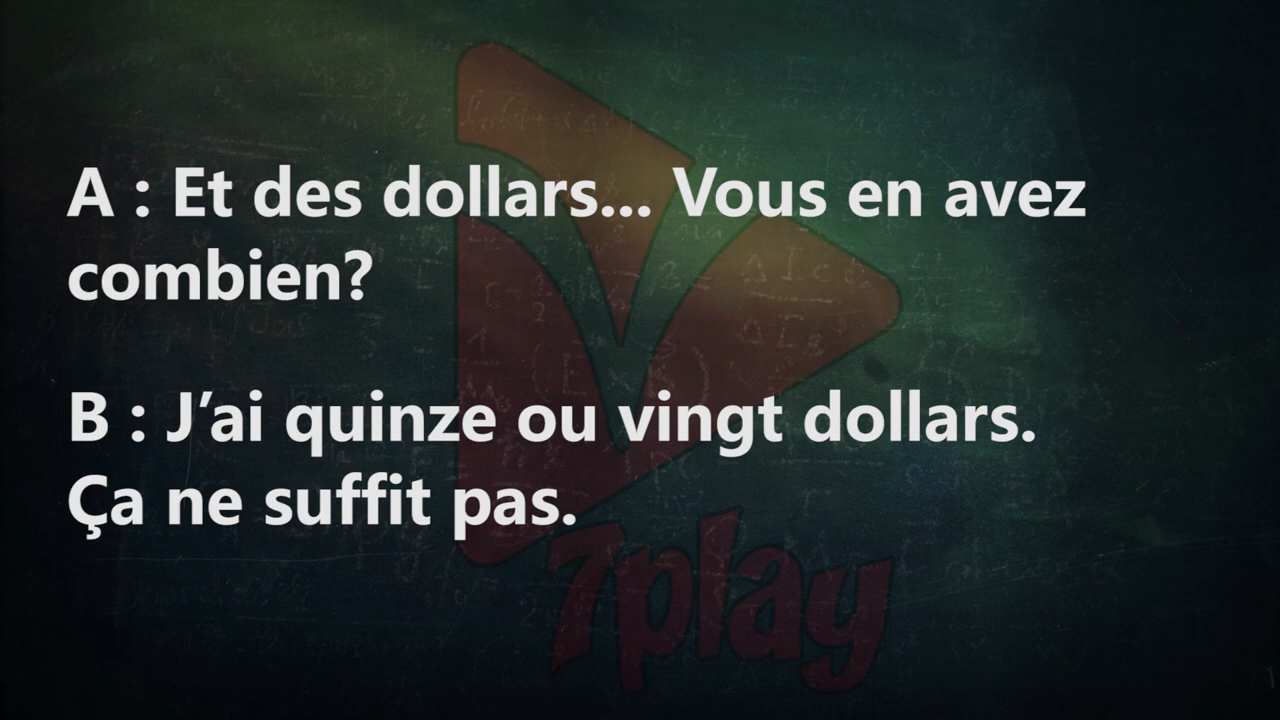 A : Et des dollars... Vous en avez
combien?
B : J’ai quinze ou vingt dollars.
Ça ne suffit pas.
7play